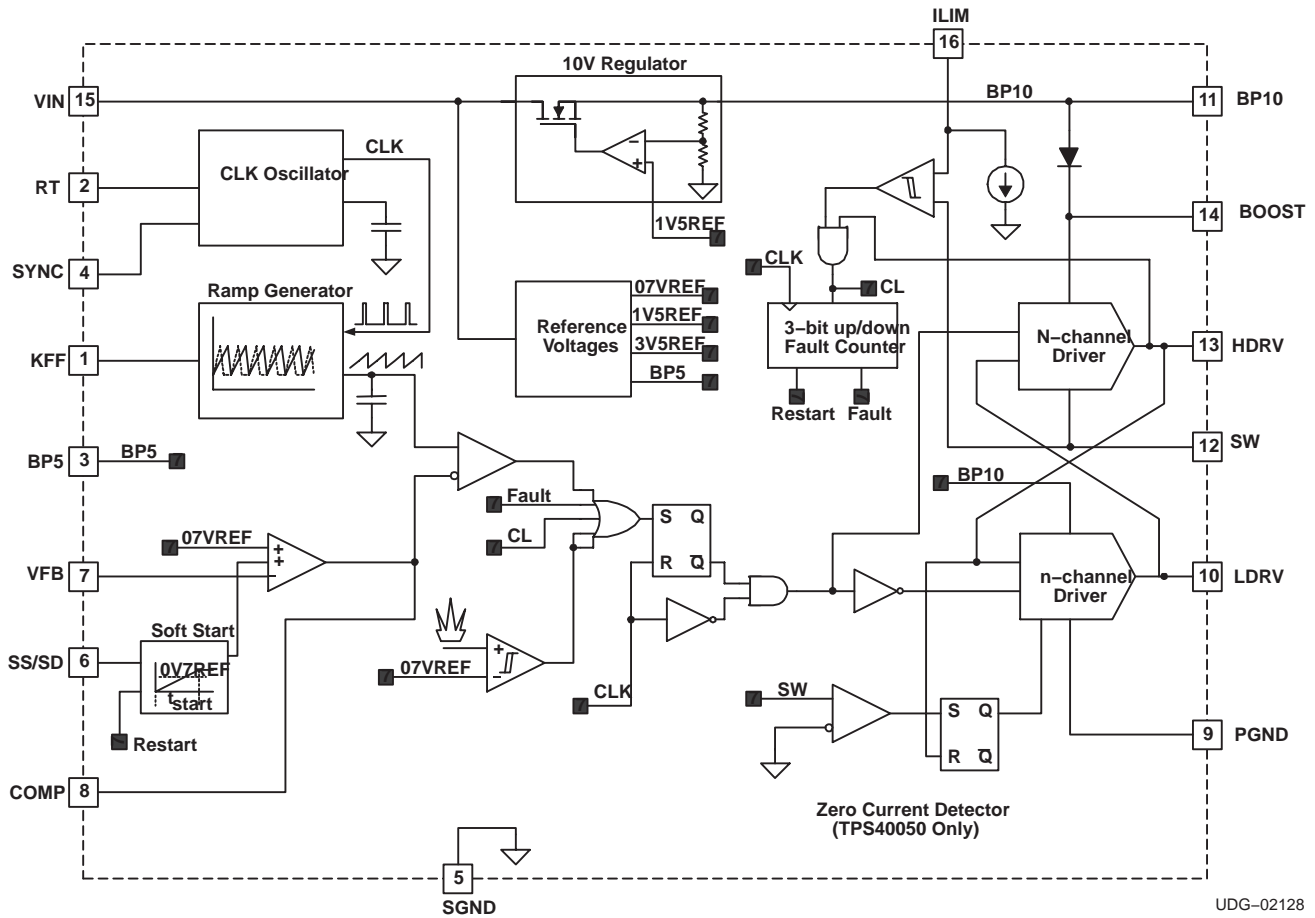 ILIM
16
10V Regulator
VIN 15
BP10
11 BP10
CLK
CLK Oscillator
RT 2
− +
1V5REF
14 BOOST
SYNC 4
CLK
CL
Ramp Generator
07VREF
1V5REF
3V5REF
BP5
Reference
Voltages
3−bit up/down
Fault Counter
N−channel
Driver
KFF 1
13 HDRV
Restart Fault
BP5 3 BP5
12 SW
BP10
Fault
CL
S Q
R Q
07VREF
+
+
−
VFB 7
n−channel
Driver
10 LDRV
Soft Start
SS/SD 6
0V7REF
tstart
+
−
07VREF
CLK
SW
S Q
R Q
Restart
9 PGND
COMP 8
Zero Current Detector
(TPS40050 Only)
5
SGND
UDG−02128